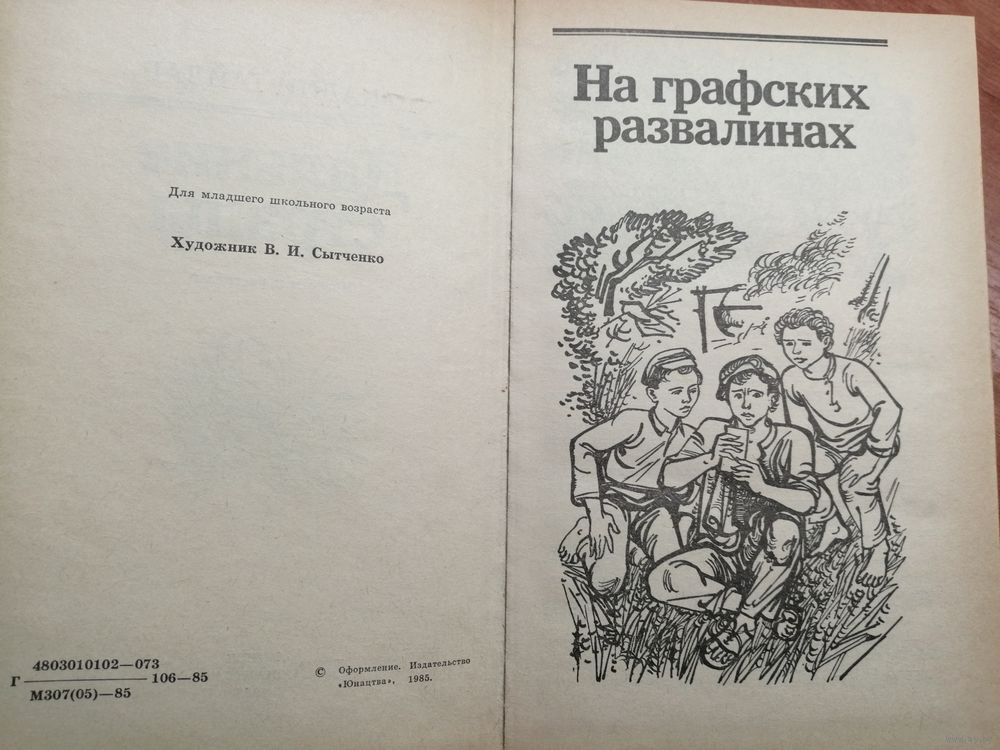 Для младшего школьного возраста
Художник В. И. Сытченко
4803010102—073
Г
106—85
М307(05)—85
© Оформление. Издательство
«Юнацтва», 1985.
На графских
развалинах